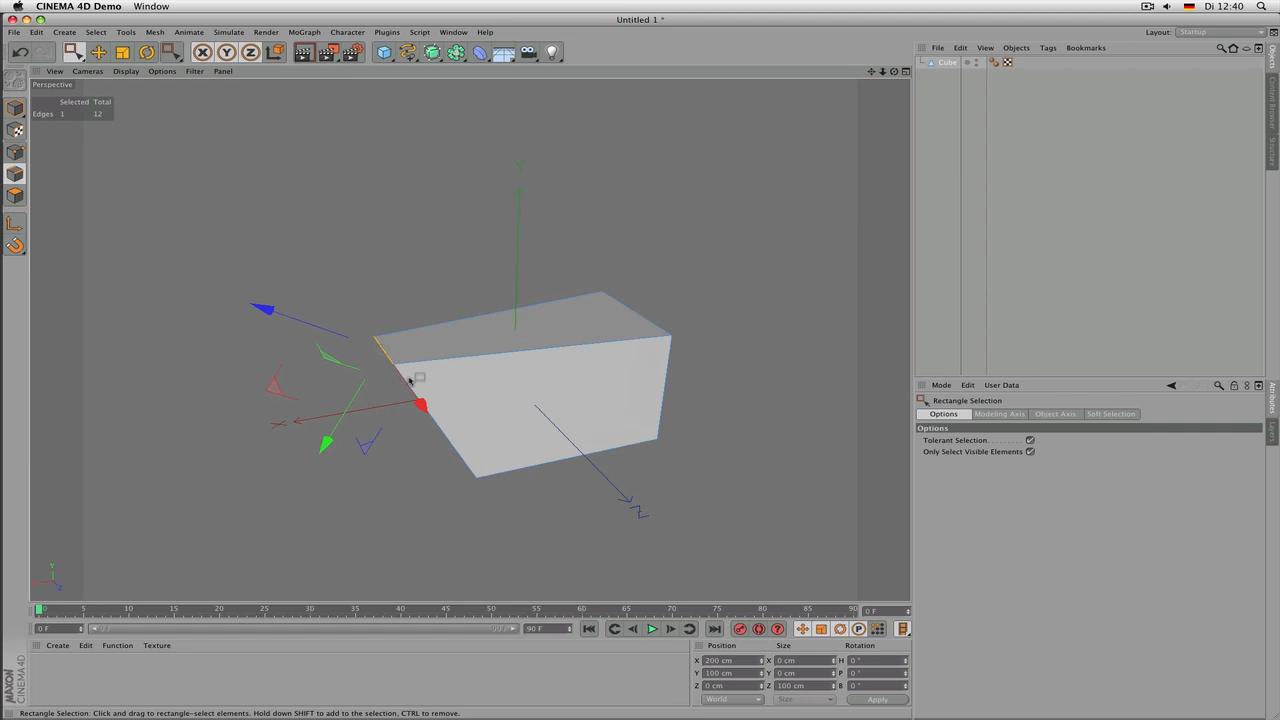 CINEMA 4D Demo Window Di 12:40
Untitled 1 *
File Edit Create Select Tools Mesh Animate Simulate Render MoGraph Character Plugins Script Window Help Layout: Startup
X Y Z
File Edit View Objects Tags Bookmarks
View Cameras Display Options Filter Panel
Cube
Perspective
Selected Total
Edges 1 12
Objects
Content Browser
Structure
Y
X
Z
Mode Edit User Data
Rectangle Selection
Options Modeling Axis Object Axis Soft Selection
Options
Tolerant Selection
Only Select Visible Elements
Attributes
Layers
Y
Z
0 5 10 15 20 25 30 35 40 45 50 55 60 65 70 75 80 85 90 0 F
0 F 90 F
Create Edit Function Texture
Position Size Rotation
X 200 cm X 0 cm H 0 °
Y 100 cm Y 0 cm P 0 °
Z 0 cm Z 100 cm B 0 °
World Size Apply
MAXON CINEMA 4D
Rectangle Selection: Click and drag to rectangle-select elements. Hold down SHIFT to add to the selection, CTRL to remove.